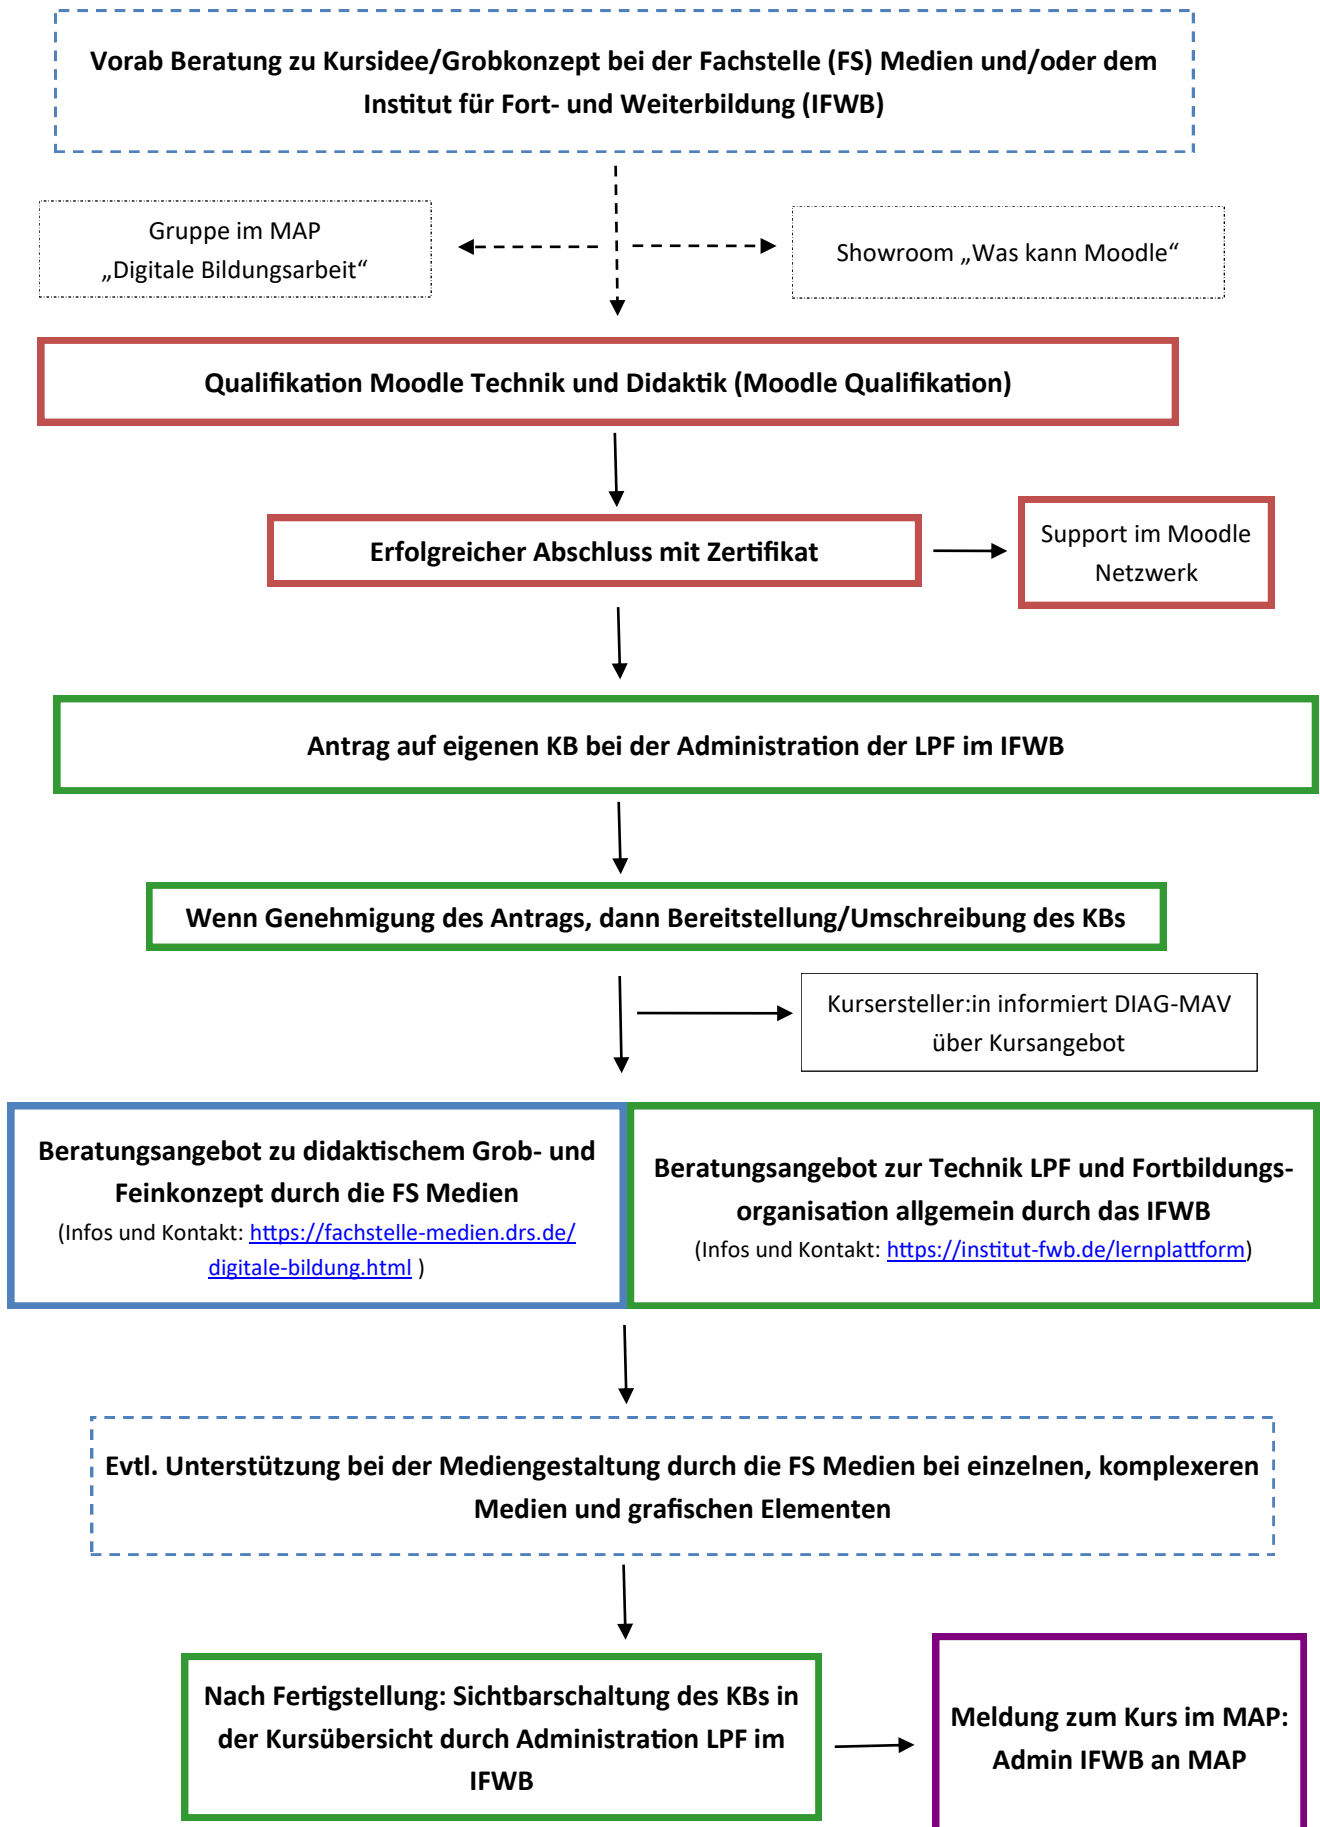 Vorab Beratung zu Kursidee/Grobkonzept bei der Fachstelle (FS) Medien und/oder dem
Institut für Fort- und Weiterbildung (IFWB)
Gruppe im MAP
„Digitale Bildungsarbeit“
Showroom „Was kann Moodle“
Qualifikation Moodle Technik und Didaktik (Moodle Qualifikation)
Erfolgreicher Abschluss mit Zertifikat
Support im Moodle
Netzwerk
Antrag auf eigenen KB bei der Administration der LPF im IFWB
Wenn Genehmigung des Antrags, dann Bereitstellung/Umschreibung des KBs
Kursersteller:in informiert DIAG-MAV
über Kursangebot
Beratungsangebot zu didaktischem Grob- und
Feinkonzept durch die FS Medien
(Infos und Kontakt: https://fachstelle-medien.drs.de/
digitale-bildung.html )
Beratungsangebot zur Technik LPF und Fortbildungs-
organisation allgemein durch das IFWB
(Infos und Kontakt: https://institut-fwb.de/lernplattform)
Evtl. Unterstützung bei der Mediengestaltung durch die FS Medien bei einzelnen, komplexeren
Medien und grafischen Elementen
Nach Fertigstellung: Sichtbarschaltung des KBs in
der Kursübersicht durch Administration LPF im
IFWB
Meldung zum Kurs im MAP:
Admin IFWB an MAP